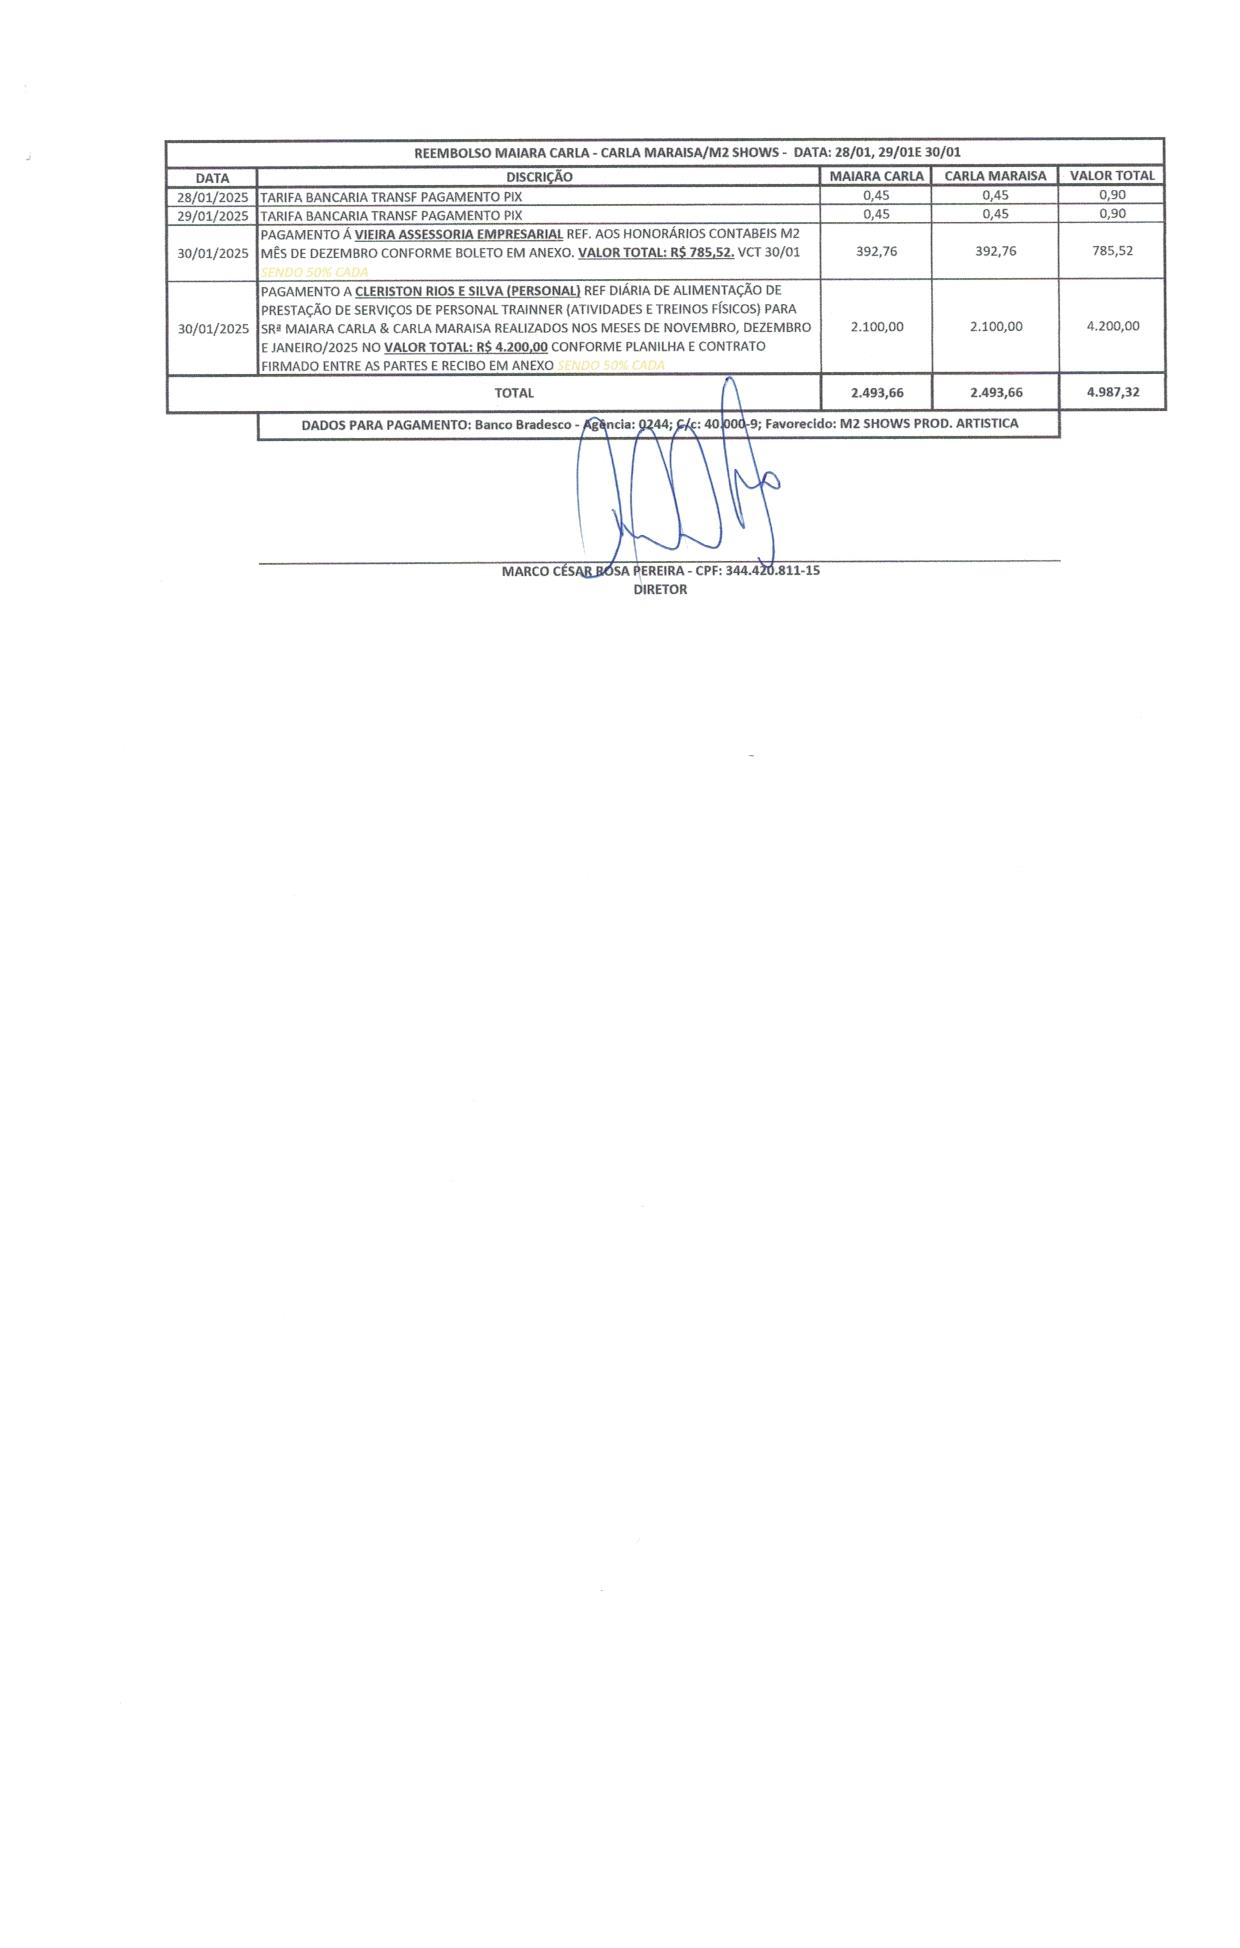 REEMBOLSO MAIARA CARLA - CARLA MARAISA/M2 SHOWS - DATA: 28/01, 29/01E 30/01
DATA DISCRIÇÃO MAIARA CARLA CARLA MARAISA VALOR TOTAL
28/01/2025 TARIFA BANCARIA TRANSF PAGAMENTO PIX 0,45 0,45 0,90
29/01/2025 TARIFA BANCARIA TRANSF PAGAMENTO PIX 0,45 0,45 0,90
PAGAMENTO Á VIEIRA ASSESSORIA EMPRESARIAL REF. AOS HONORÁRIOS CONTABEIS M2
30/01/2025 MÊS DE DEZEMBRO CONFORME BOLETO EM ANEXO. VALOR TOTAL: R$ 785,52. VCT 30/01 392,76 392,76 785,52
SENDO 50% CADA
PAGAMENTO A CLERISTON RIOS E SILVA (PERSONAL) REF DIÁRIA DE ALIMENTAÇÃO DE
PRESTAÇÃO DE SERVIÇOS DE PERSONAL TRAINNER (ATIVIDADES E TREINOS FÍSICOS) PARA
30/01/2025 SRª MAIARA CARLA & CARLA MARAISA REALIZADOS NOS MESES DE NOVEMBRO, DEZEMBRO 2.100,00 2.100,00 4.200,00
E JANEIRO/2025 NO VALOR TOTAL: R$ 4.200,00 CONFORME PLANILHA E CONTRATO
FIRMADO ENTRE AS PARTES E RECIBO EM ANEXO SENDO 50% CADA
TOTAL 2.493,66 2.493,66 4.987,32
DADOS PARA PAGAMENTO: Banco Bradesco - Agência: 0244; C/c: 40.000-9; Favorecido: M2 SHOWS PROD. ARTISTICA
MARCO CÉSAR ROSA PEREIRA - CPF: 344.420.811-15
DIRETOR